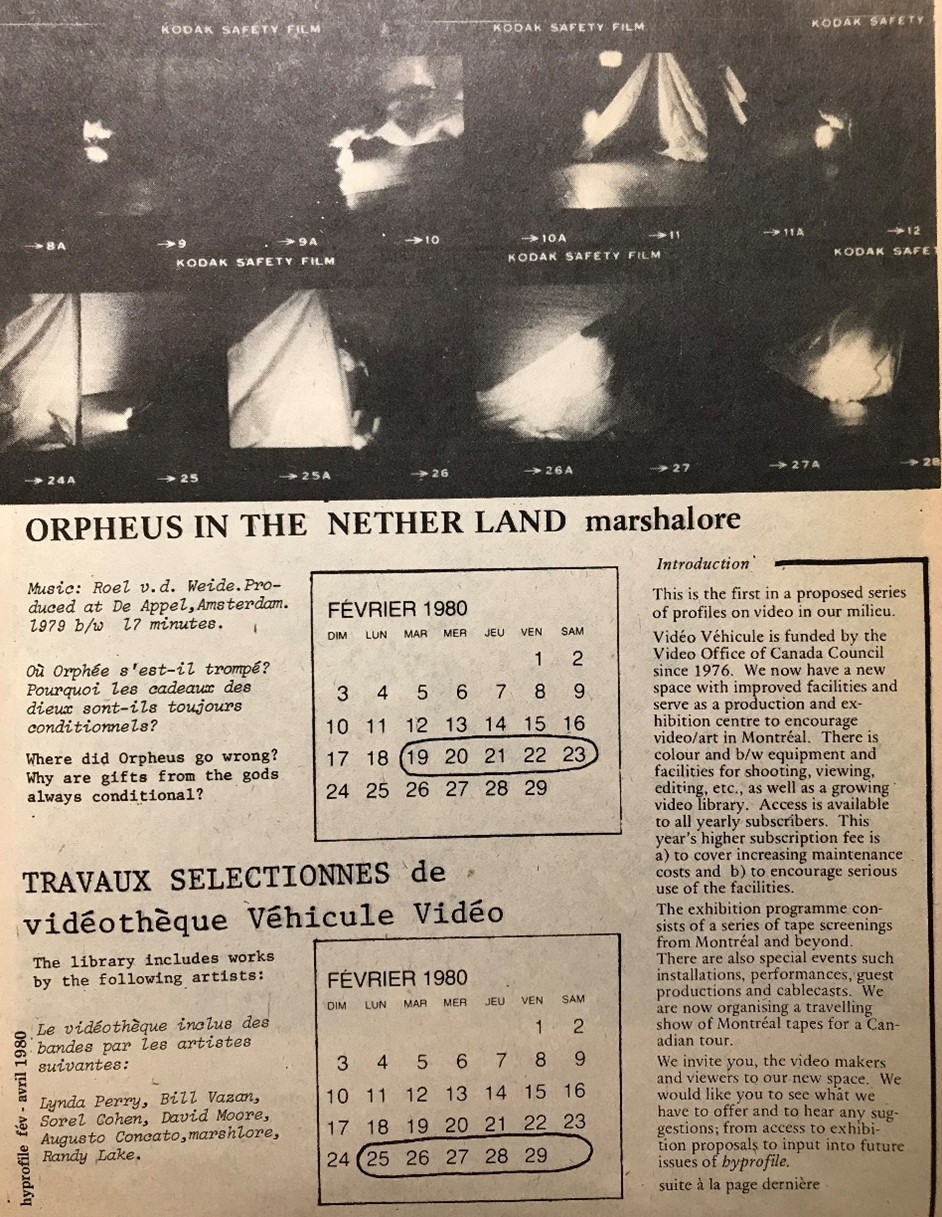 KODAK SAFETY FILM KODAK SAFETY FILM KODAK SAFETY
→8A →9 →9A →10 →10A →11 →11A →12
KODAK SAFETY FILM KODAK SAFETY FILM KODAK SAFE
→24A →25 →25A →26 →26A →27 →27A →28
ORPHEUS IN THE NETHER LAND marshalore
Music: Roel v.d. Weide.Pro-
duced at De Appel,Amsterdam.
1979 b/w 17 minutes.
Où Orphée s'est-il trompé?
Pourquoi les cadeaux des
dieux sont-ils toujours
conditionnels?
Where did Orpheus go wrong?
Why are gifts from the gods
always conditional?
FÉVRIER 1980
DIM LUN MAR MER JEU VEN SAM
1 2
3 4 5 6 7 8 9
10 11 12 13 14 15 16
17 18 19 20 21 22 23
24 25 26 27 28 29
TRAVAUX SELECTIONNES de
vidéothèque Véhicule Vidéo
The library includes works
by the following artists:
Le vidéothèque inclus des
bandes par les artistes
suivantes:
Lynda Perry, Bill Vazan,
Sorel Cohen, David Moore,
Augusto Concato,marshlore,
Randy Lake.
hyprofile fév - avril 1980
FÉVRIER 1980
DIM LUN MAR MER JEU VEN SAM
1 2
3 4 5 6 7 8 9
10 11 12 13 14 15 16
17 18 19 20 21 22 23
24 25 26 27 28 29
Introduction
This is the first in a proposed series
of profiles on video in our milieu.
Vidéo Véhicule is funded by the
Video Office of Canada Council
since 1976. We now have a new
space with improved facilities and
serve as a production and ex-
hibition centre to encourage
video/art in Montréal. There is
colour and b/w equipment and
facilities for shooting, viewing,
editing, etc., as well as a growing
video library. Access is available
to all yearly subscribers. This
year's higher subscription fee is
a) to cover increasing maintenance
costs and b) to encourage serious
use of the facilities.
The exhibition programme con-
sists of a series of tape screenings
from Montréal and beyond.
There are also special events such
installations, performances, guest
productions and cablecasts. We
are now organising a travelling
show of Montréal tapes for a Can-
adian tour.
We invite you, the video makers
and viewers to our new space. We
would like you to see what we
have to offer and to hear any sug-
gestions; from access to exhibi-
tion proposals to input into future
issues of hyprofile.
suite à la page dernière